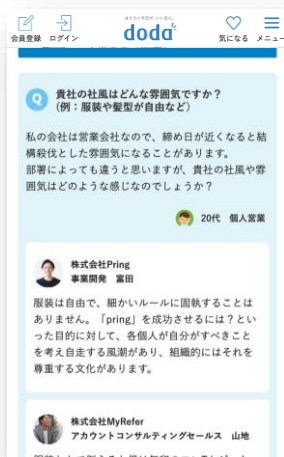 会員登録 ログイン
はたらく今日が、いい日に。
doda
気になる メニュー
Q 貴社の社風はどんな雰囲気ですか?
(例:服装や髪型が自由など)
私の会社は営業会社なので、締め日が近くなると結
構殺伐とした雰囲気になることがあります。
部署によっても違うと思いますが、貴社の社風や雰
囲気はどのような感じなのでしょうか?
20代 個人営業
株式会社Pring
事業開発 富田
服装は自由で、細かいルールに固執することは
ありません。「pring」を成功させるには?とい
った目的に対して、各個人が自分がすべきこと
を考え自走する風潮があり、組織的にはそれを
尊重する文化があります。
株式会社MyRefer
アカウントコンサルティングセールス 山地